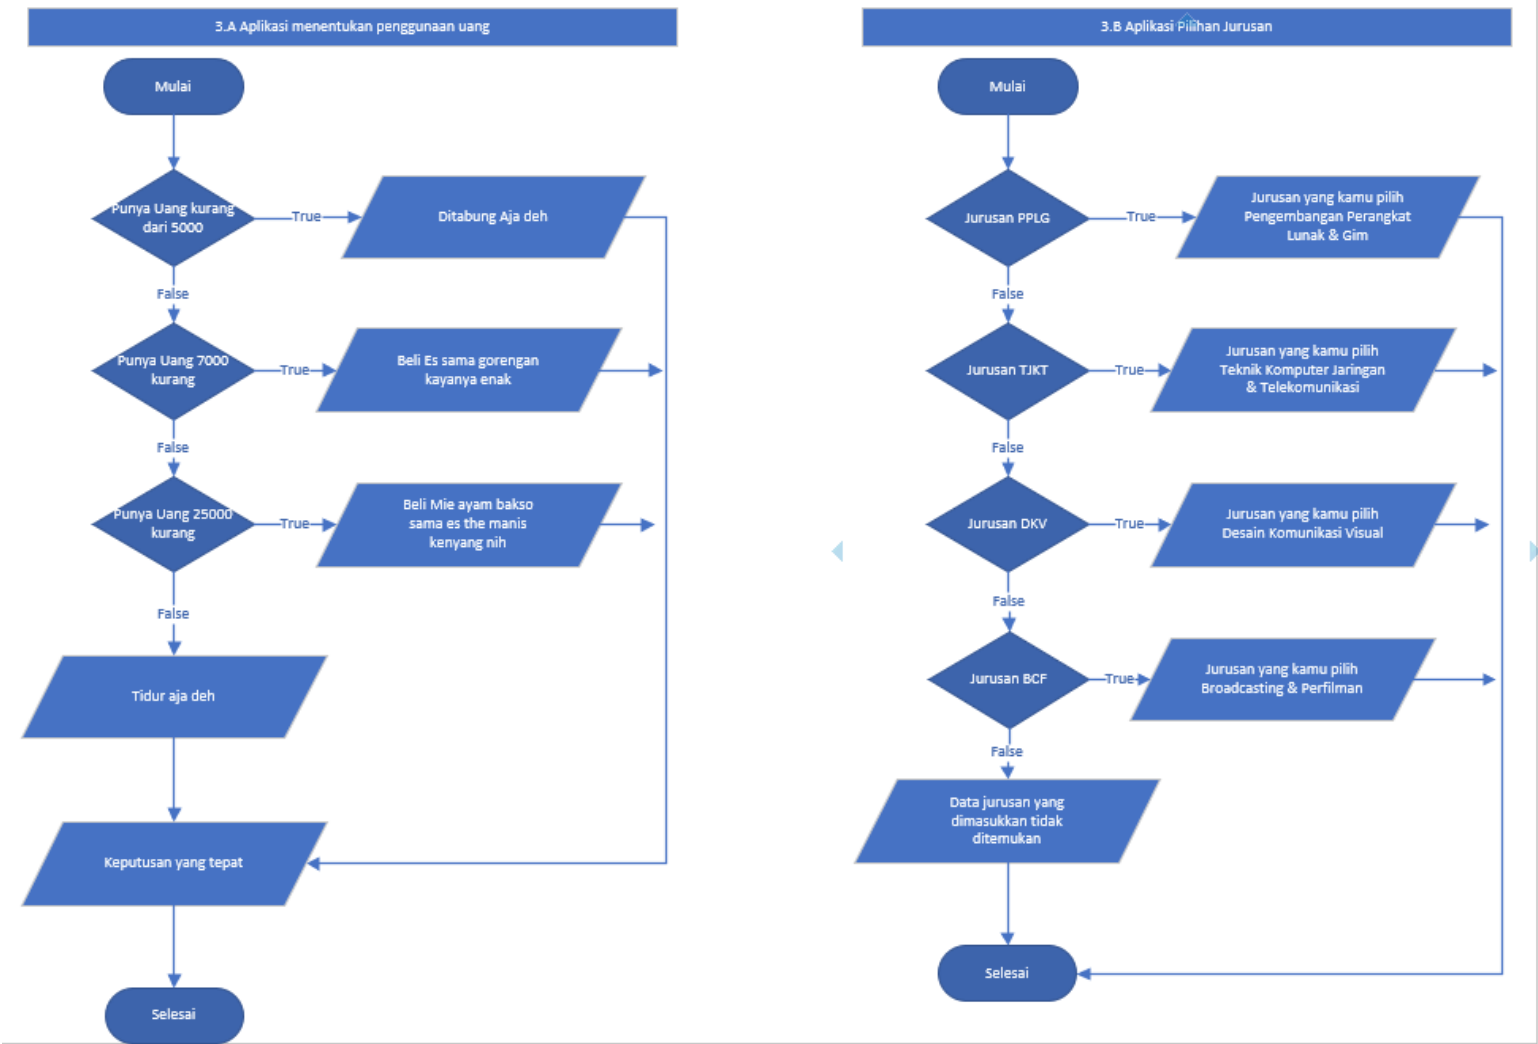 3.A Aplikasi menentukan penggunaan uang
Mulai
Punya Uang kurang
dari 5000
True
Ditabung Aja deh
False
Punya Uang 7000
kurang
True
Beli Es sama gorengan
kayanya enak
False
Punya Uang 25000
kurang
True
Beli Mie ayam bakso
sama es the manis
kenyang nih
False
Tidur aja deh
Keputusan yang tepat
Selesai
3.B Aplikasi Pilihan Jurusan
Mulai
Jurusan PPLG
True
Jurusan yang kamu pilih
Pengembangan Perangkat
Lunak & Gim
False
Jurusan TJKT
True
Jurusan yang kamu pilih
Teknik Komputer Jaringan
& Telekomunikasi
False
Jurusan DKV
True
Jurusan yang kamu pilih
Desain Komunikasi Visual
False
Jurusan BCF
True
Jurusan yang kamu pilih
Broadcasting & Perfilman
False
Data jurusan yang
dimasukkan tidak
ditemukan
Selesai